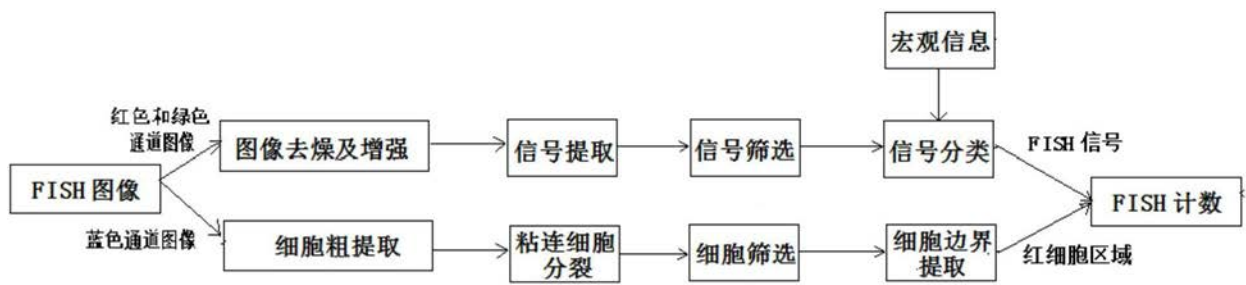 宏观信息
红色和绿色
通道图像
图像去燥及增强
信号提取
信号筛选
信号分类
FISH 信号
FISH 图像
FISH 计数
蓝色通道图像
细胞粗提取
粘连细胞
分裂
细胞筛选
细胞边界
提取
红细胞区域